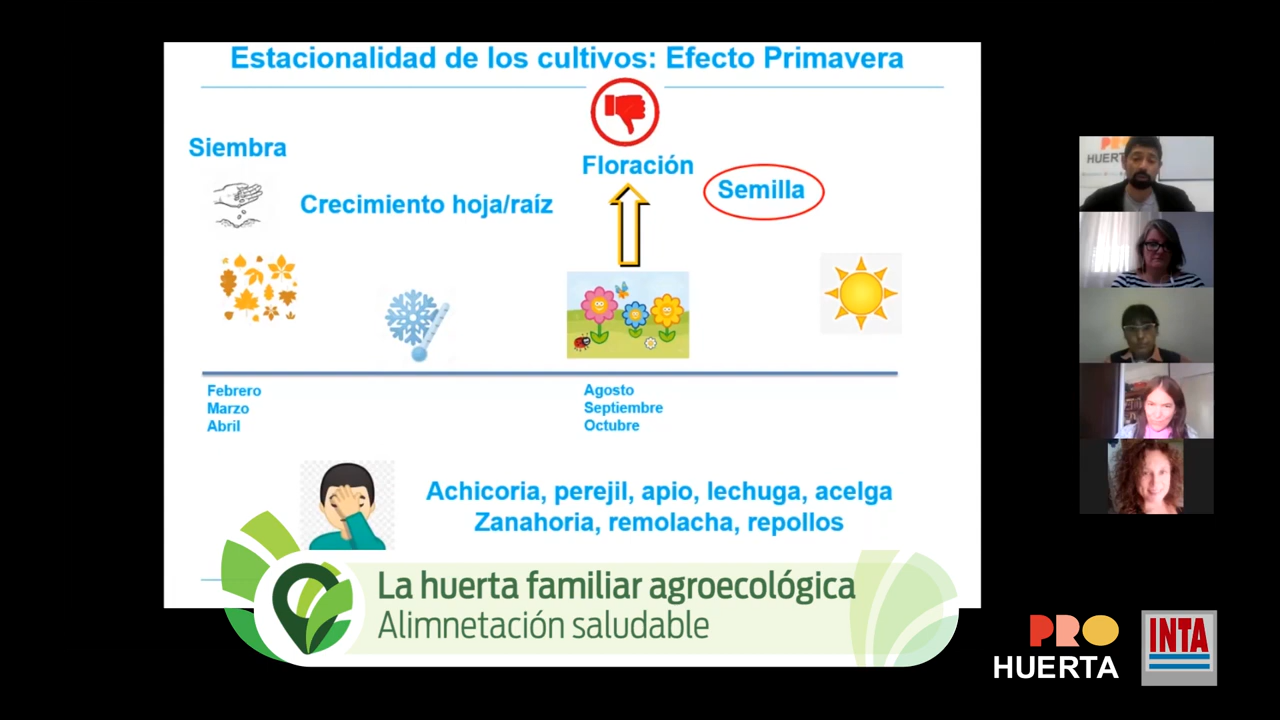 Estacionalidad de los cultivos: Efecto Primavera
Siembra
Floración
Semilla
Crecimiento hoja/raíz
Febrero
Marzo
Abril
Agosto
Septiembre
Octubre
Achicoria, perejil, apio, lechuga, acelga
Zanahoria, remolacha, repollos
La huerta familiar agroecológica
Alimnetación saludable
PRO
HUERTA
INTA
HUERTA